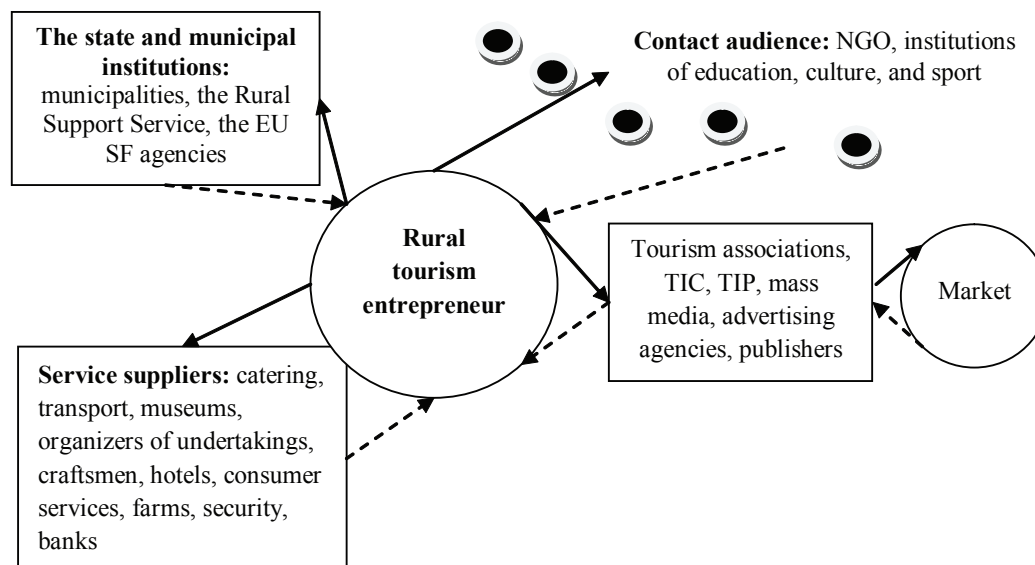 The state and municipal
institutions:
municipalities, the Rural
Support Service, the EU
SF agencies
Contact audience: NGO, institutions
of education, culture, and sport
Rural
tourism
entrepreneur
Tourism associations,
TIC, TIP, mass
media, advertising
agencies, publishers
Market
Service suppliers: catering,
transport, museums,
organizers of undertakings,
craftsmen, hotels, consumer
services, farms, security,
banks